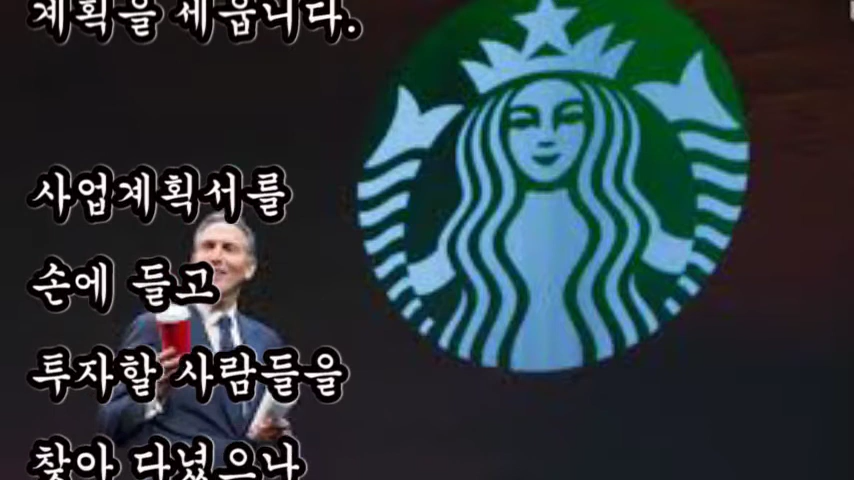 계획을 세웁니다.
사업계획서를
손에 들고
투자할 사람들을
찾아 다녔으나